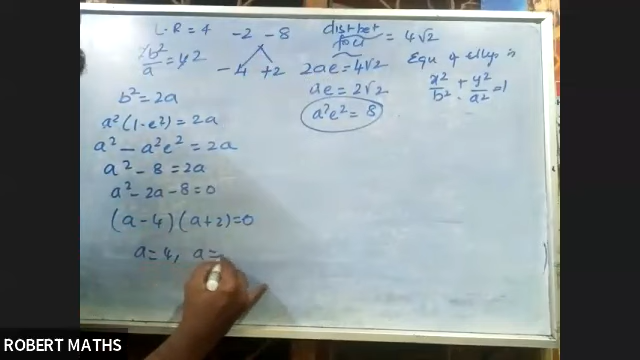 L.R = 4
2b²/a = 4 2
b² = 2a
a²(1-e²) = 2a
a² - a²e² = 2a
a² - 8 = 2a
a² - 2a - 8 = 0
(a - 4) (a + 2) = 0
a = 4, a =
-2 -8
-4 +2
dist bet foci = 4√2
2ae = 4√2
ae = 2√2
a²e² = 8
Equ of ellip is
x²/b² + y²/a² = 1
ROBERT MATHS